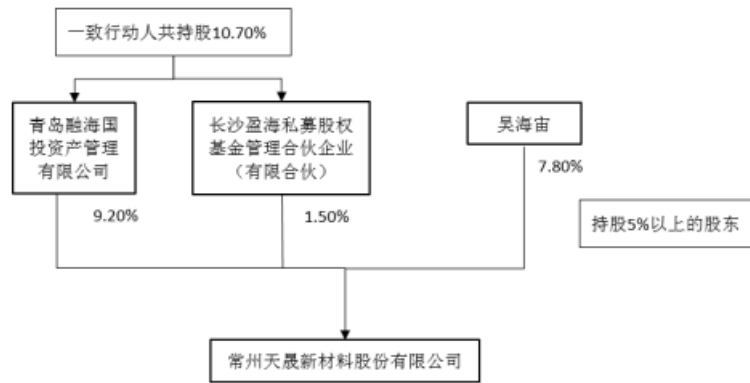 一致行动人共持股10.70%
青岛融海国
投资产管理
有限公司
长沙盈海私募股权
基金管理合伙企业
（有限合伙）
吴海宙
9.20%
1.50%
7.80%
持股5%以上的股东
常州天晟新材料股份有限公司